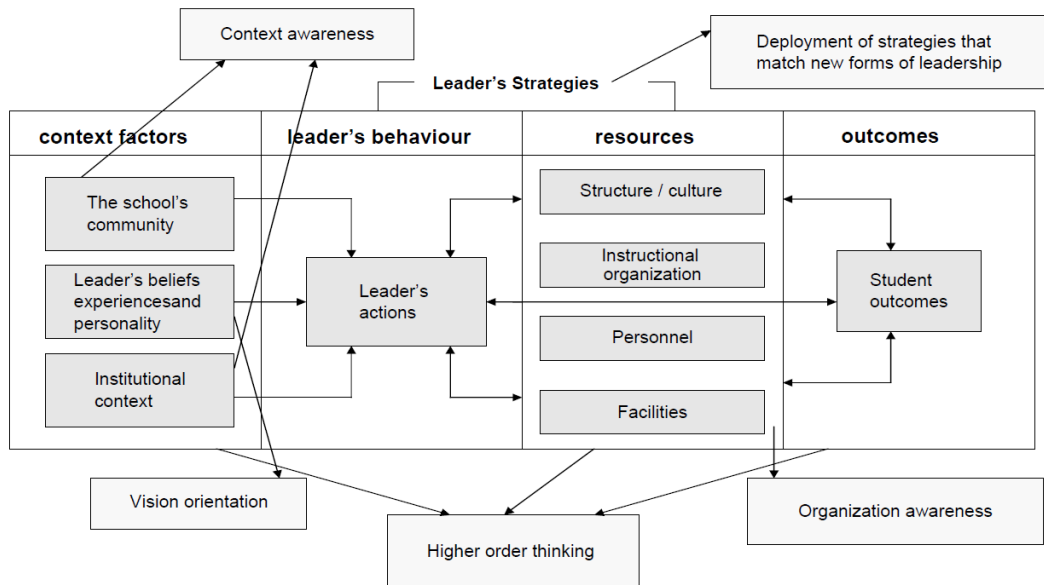 Context awareness
Deployment of strategies that
match new forms of leadership
Leader's Strategies
context factors
leader's behaviour
resources
outcomes
The school's
community
Leader's beliefs
experiencesand
personality
Institutional
context
Leader's
actions
Structure / culture
Instructional
organization
Personnel
Facilities
Student
outcomes
Vision orientation
Higher order thinking
Organization awareness